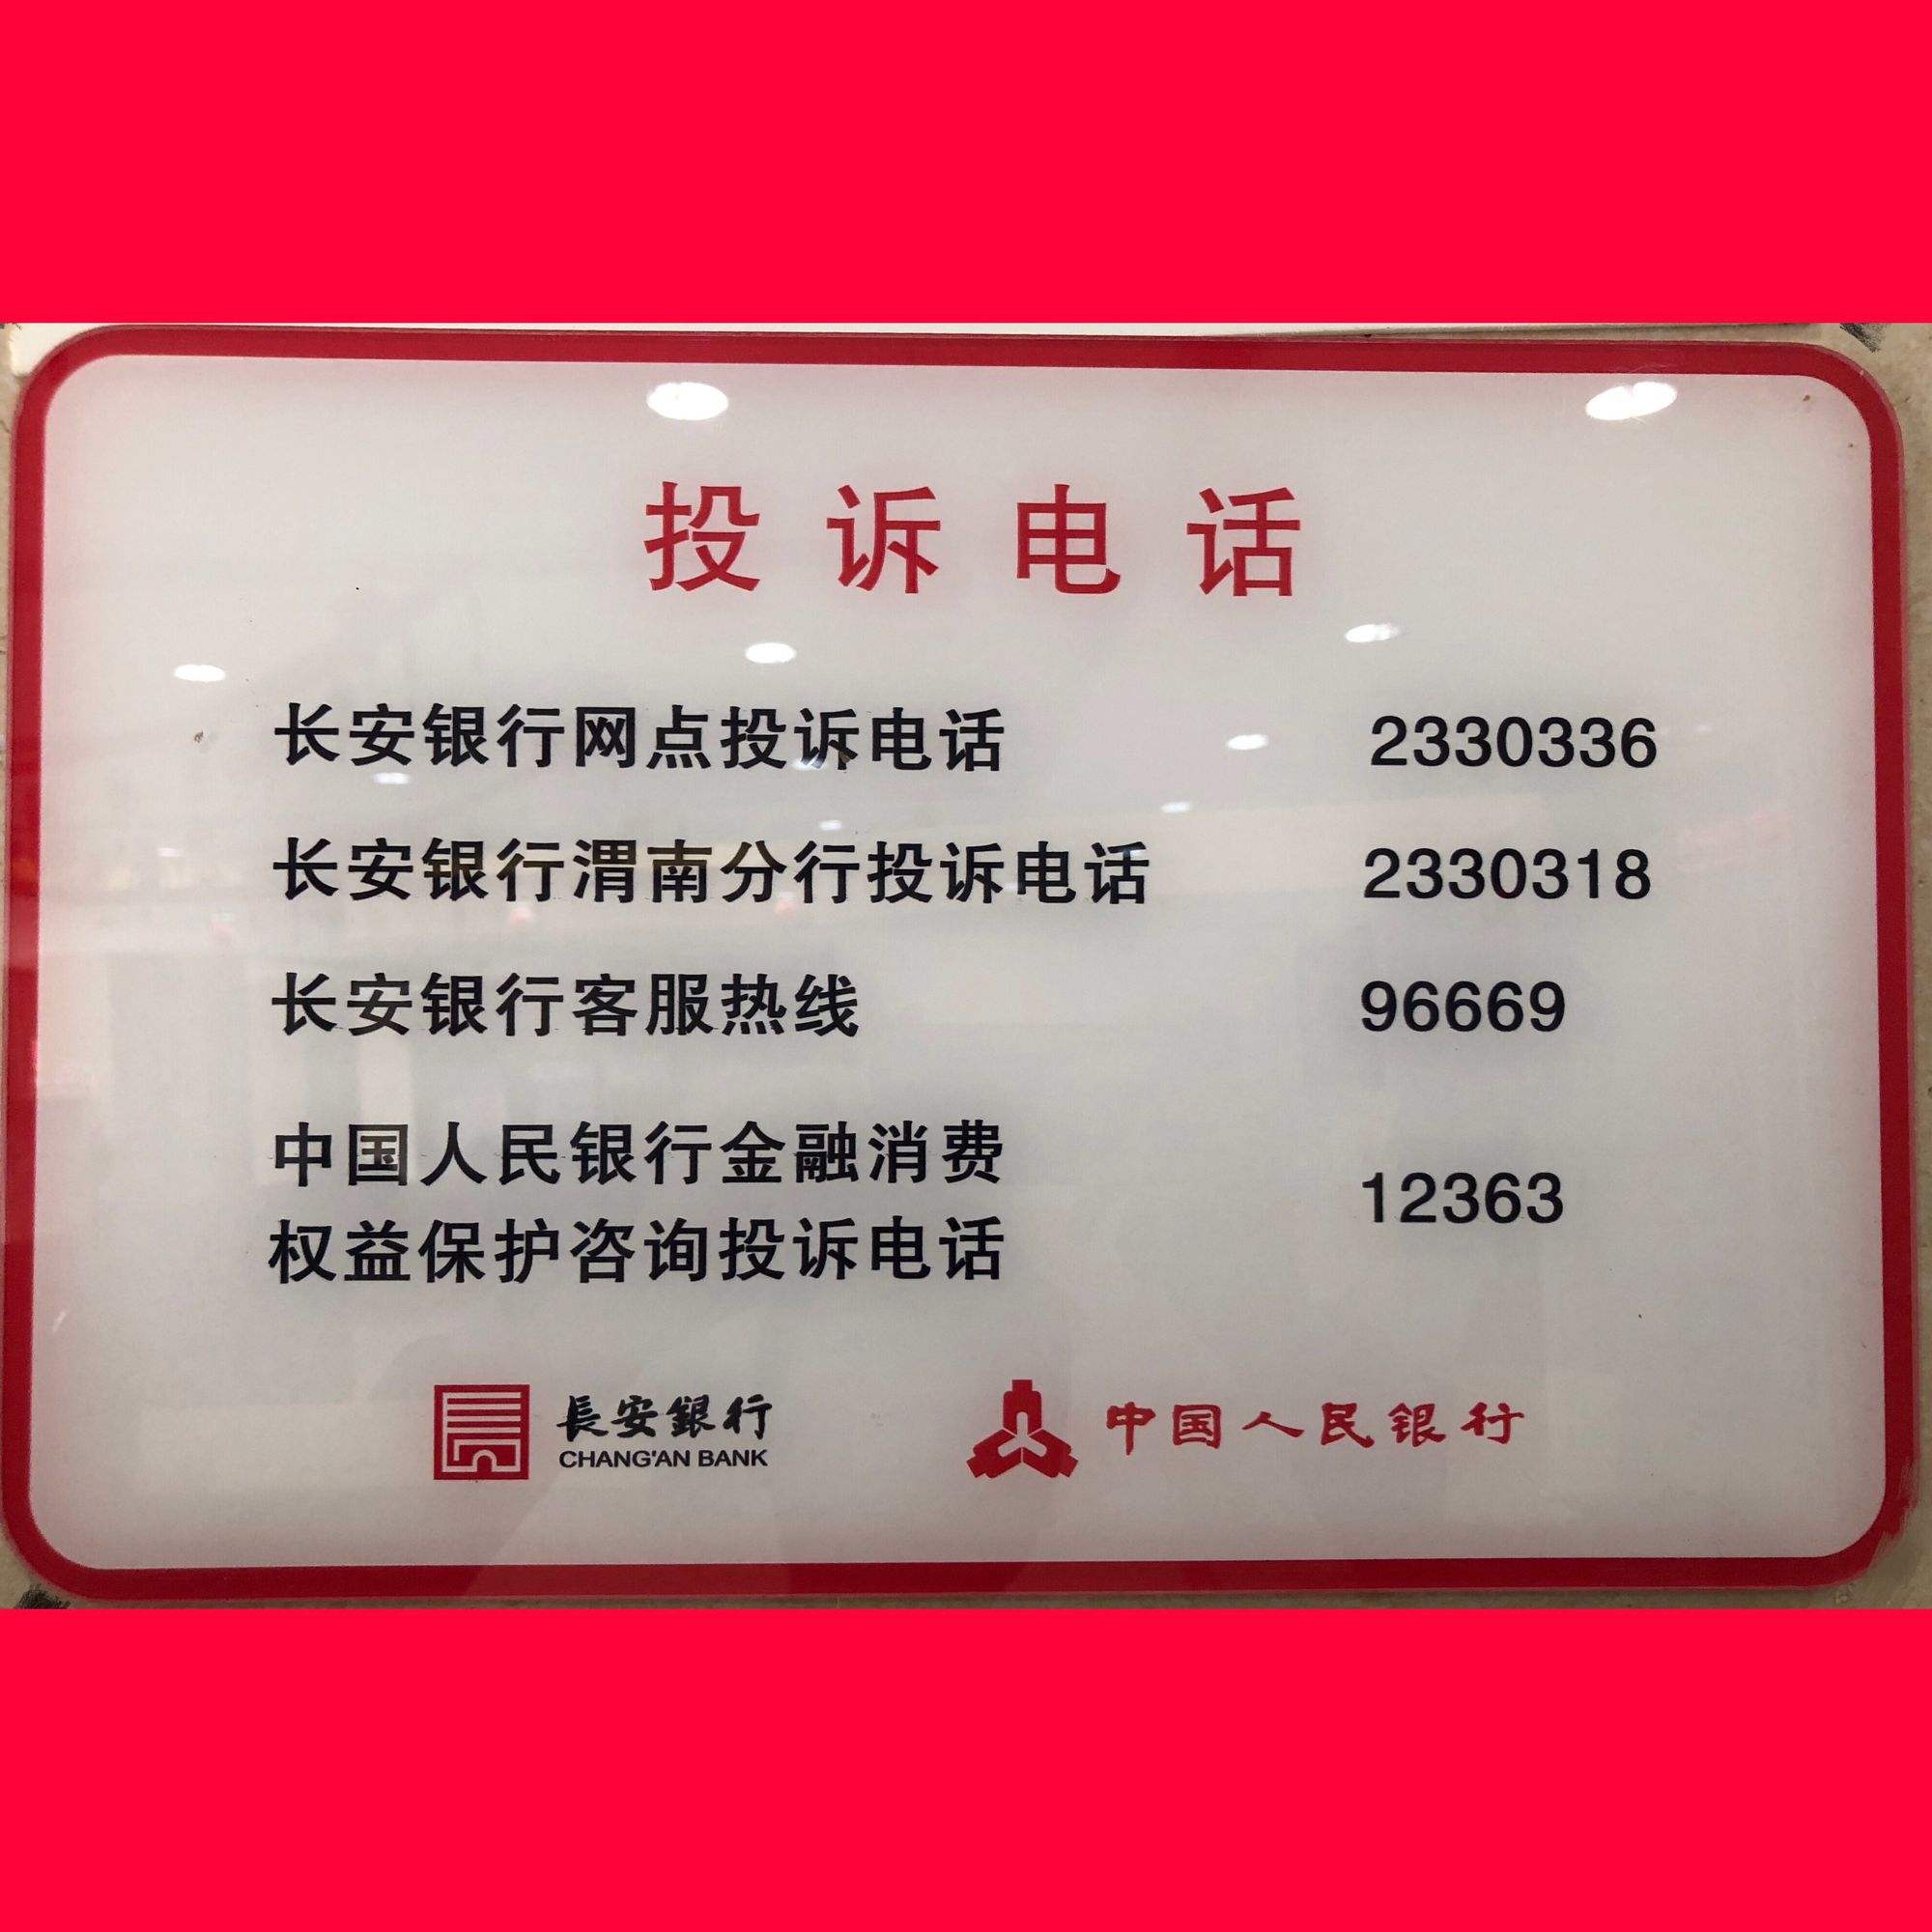 投诉电话
长安银行网点投诉电话 2330336
长安银行渭南分行投诉电话 2330318
长安银行客服热线 96669
中国人民银行金融消费
权益保护咨询投诉电话 12363
長安銀行 中国人民银行
CHANG'AN BANK